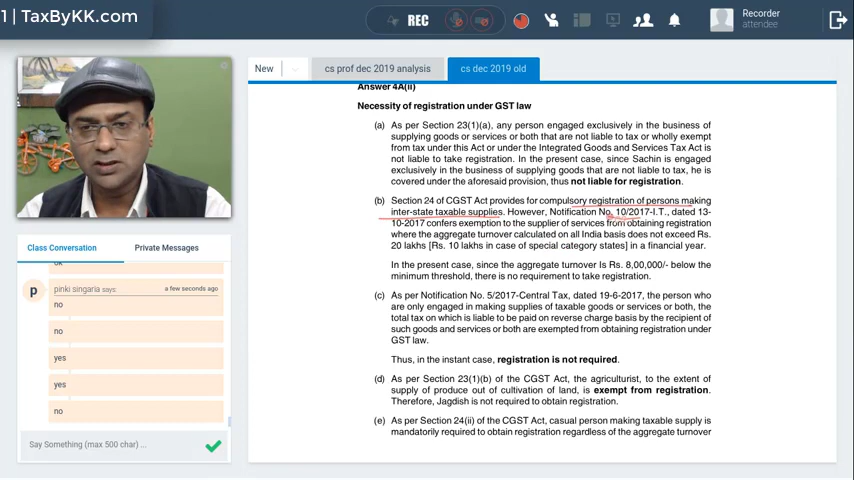 1 | TaxByKK.com
REC
Recorder
attendee
New
cs prof dec 2019 analysis
cs dec 2019 old
Answer 4A(ii)
Necessity of registration under GST law
(a) As per Section 23(1)(a), any person engaged exclusively in the business of
supplying goods or services or both that are not liable to tax or wholly exempt
from tax under this Act or under the Integrated Goods and Services Tax Act is
not liable to take registration. In the present case, since Sachin is engaged
exclusively in the business of supplying goods that are not liable to tax, he is
covered under the aforesaid provision, thus not liable for registration.
(b) Section 24 of CGST Act provides for compulsory registration of persons making
inter-state taxable supplies. However, Notification No. 10/2017-I.T., dated 13-
10-2017 confers exemption to the supplier of services from obtaining registration
where the aggregate turnover calculated on all India basis does not exceed Rs.
20 lakhs [Rs. 10 lakhs in case of special category states] in a financial year.
In the present case, since the aggregate turnover is Rs. 8,00,000/- below the
minimum threshold, there is no requirement to take registration.
(c) As per Notification No. 5/2017-Central Tax, dated 19-6-2017, the person who
are only engaged in making supplies of taxable goods or services or both, the
total tax on which is liable to be paid on reverse charge basis by the recipient of
such goods and services or both are exempted from obtaining registration under
GST law.
Thus, in the instant case, registration is not required.
(d) As per Section 23(1)(b) of the CGST Act, the agriculturist, to the extent of
supply of produce out of cultivation of land, is exempt from registration.
Therefore, Jagdish is not required to obtain registration.
(e) As per Section 24(ii) of the CGST Act, casual person making taxable supply is
mandatorily required to obtain registration regardless of the aggregate turnover
Class Conversation
Private Messages
ok
p
pinki singaria says:
a few seconds ago
no
no
yes
yes
no
Say Something (max 500 char) ...